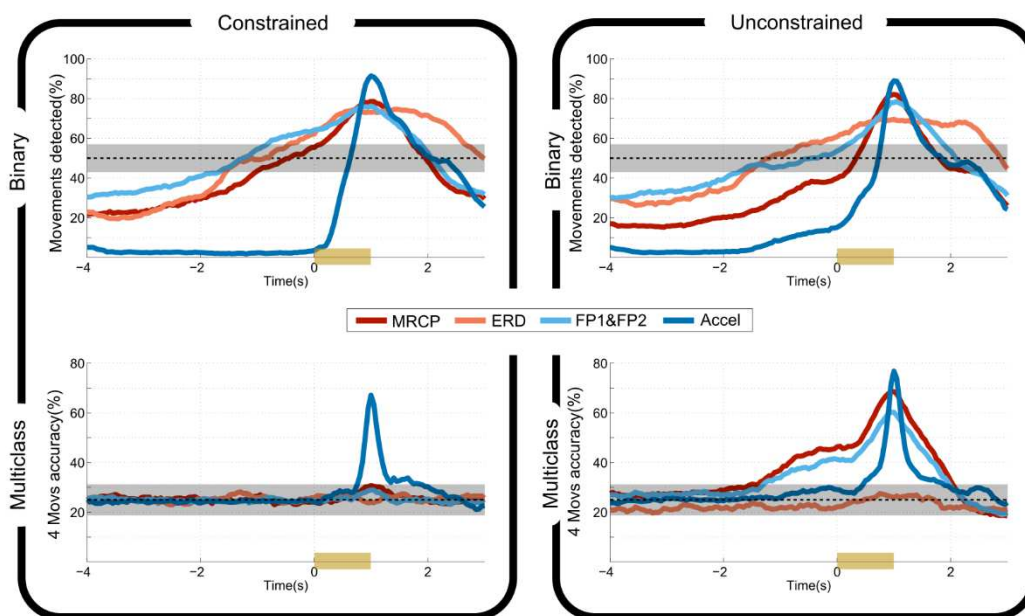 Constrained
Unconstrained
Binary
Movements detected(%)
100
80
60
40
20
−4
−2
0
2
Time(s)
Binary
Movements detected(%)
100
80
60
40
20
−4
−2
0
2
Time(s)
MRCP
ERD
FP1&FP2
Accel
Multiclass
4 Movs accuracy(%)
80
60
40
20
−4
−2
0
2
Time(s)
Multiclass
4 Movs accuracy(%)
80
60
40
20
−4
−2
0
2
Time(s)